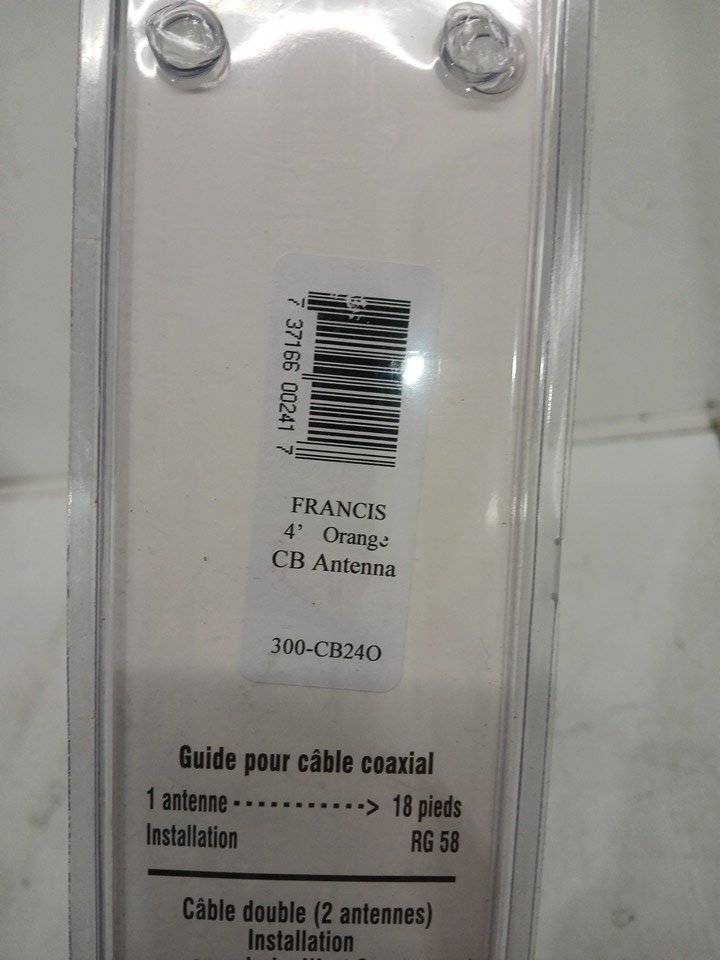 7 37166 00241 7
FRANCIS
4' Orange
CB Antenna
300-CB24O
Guide pour câble coaxial
1 antenne - - - - - - - - - - -> 18 pieds
Installation RG 58
Câble double (2 antennes)
Installation